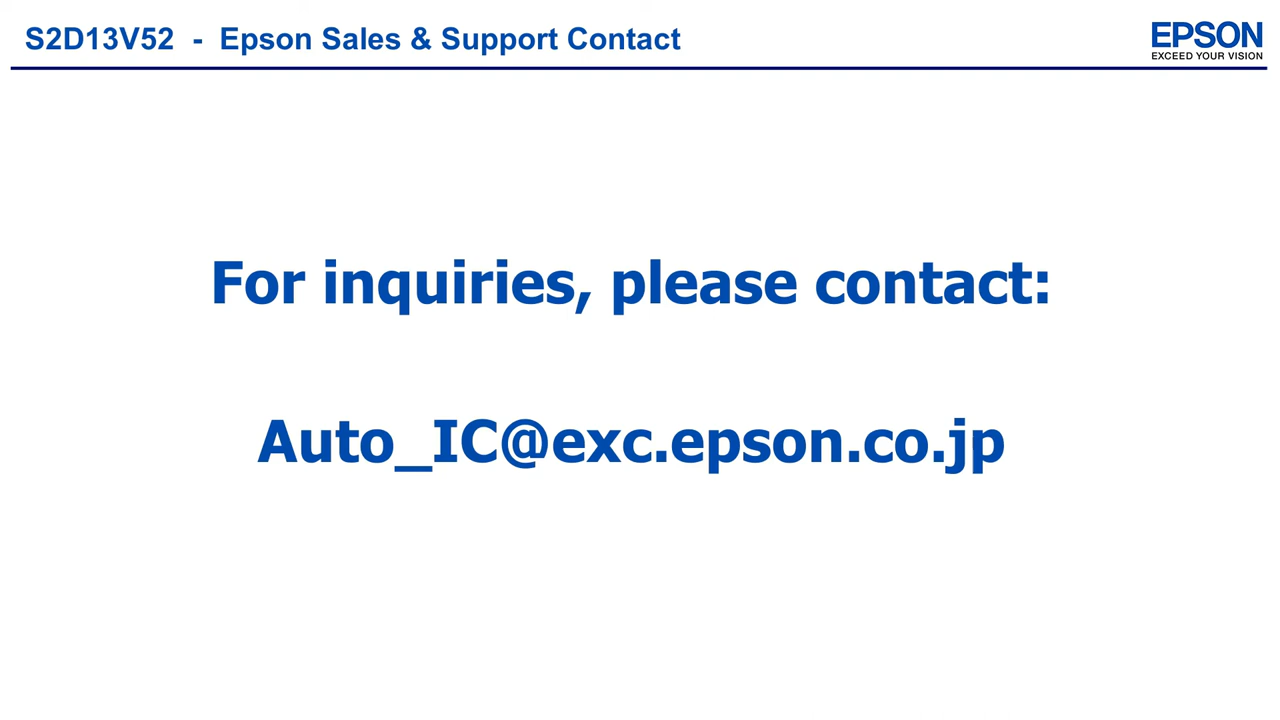 S2D13V52 - Epson Sales & Support Contact
EPSON
EXCEED YOUR VISION
For inquiries, please contact:
Auto_IC@exc.epson.co.jp